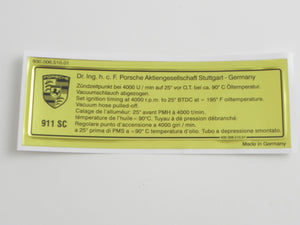 930.006.510.01
Dr. Ing. h. c. F. Porsche Aktiengesellschaft Stuttgart - Germany
Zündzeitpunkt bei 4000 U/min auf 25° vor O.T. bei ca. 90° C Öltemperatur.
Vacuumschlauch abgezogen.
Set ignition timing at 4000 r.p.m. to 25° BTDC at ~ 195° F oiltemperature.
Vacuum hose pulled-off.
Calage de l'allumeur: 25° avant PMH à 4000 t/min.
température de l'huile ~ 90°C. Tuyau à de pression débranché.
Regolare punto d'accensione a 4000 giri / min.
a 25° prima di PMS a ~ 90° C temperatura d'olio. Tubo a depressione smontato.
911 SC
Made in Germany